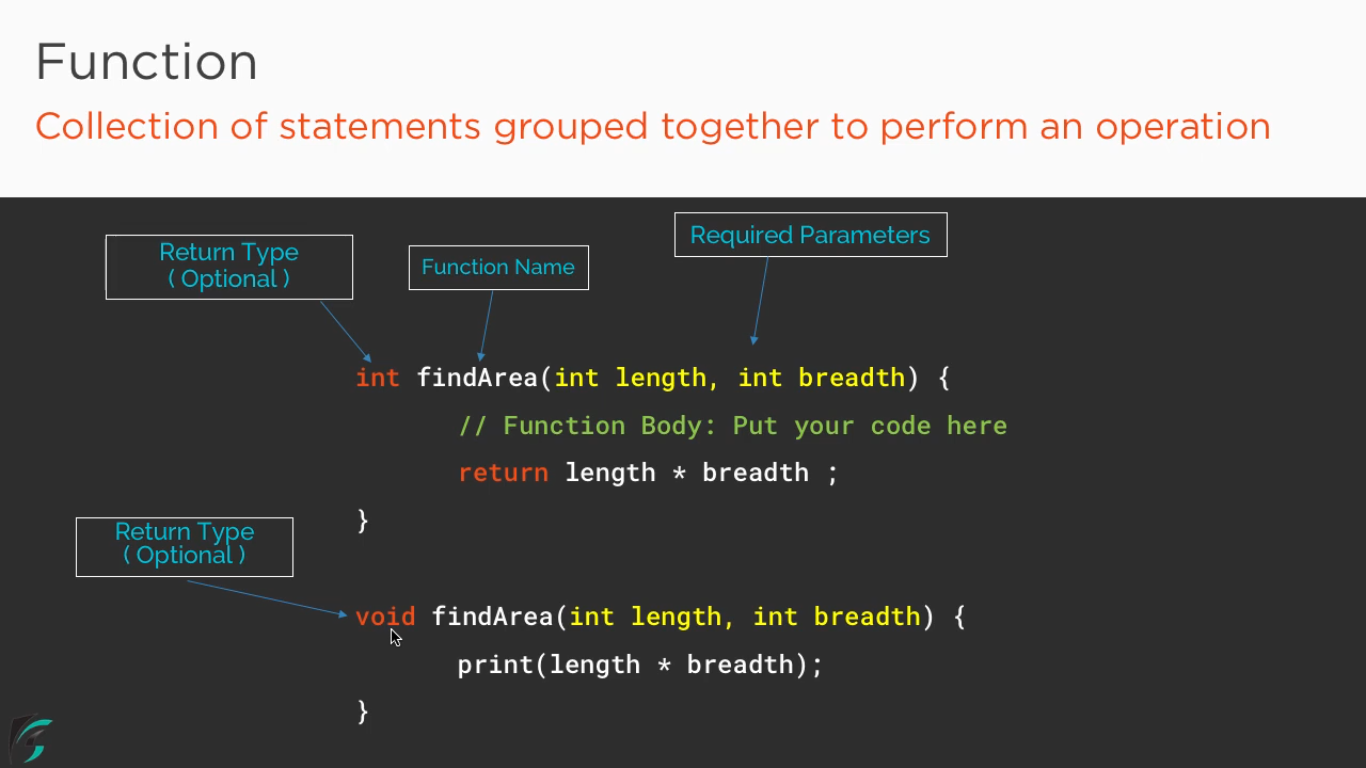 Function
Collection of statements grouped together to perform an operation
Return Type
( Optional )
Function Name
Required Parameters
int findArea(int length, int breadth) {
// Function Body: Put your code here
return length * breadth ;
}
Return Type
( Optional )
void findArea(int length, int breadth) {
print(length * breadth);
}